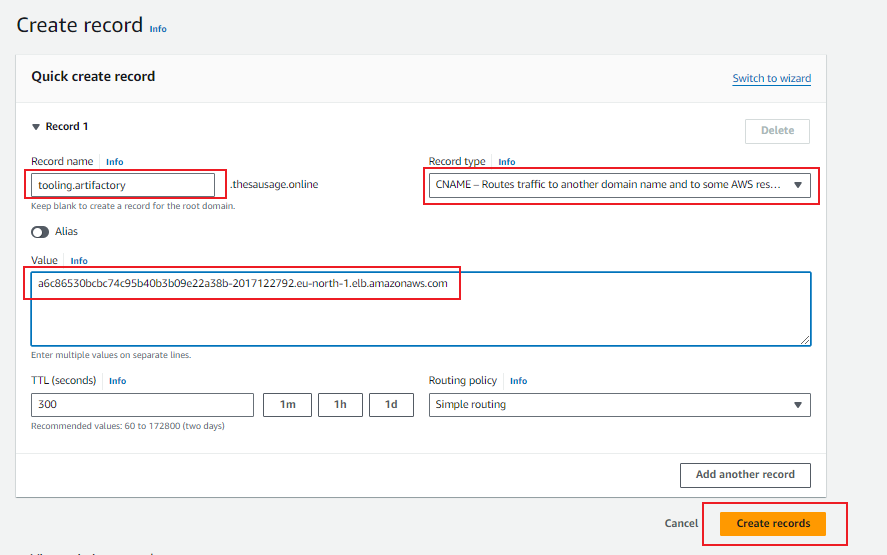 Create record Info
Quick create record Switch to wizard
Record 1 Delete
Record name Info Record type Info
tooling.artifactory .thesausage.online CNAME – Routes traffic to another domain name and to some AWS res...
Keep blank to create a record for the root domain.
Alias
Value Info
a6c86530bcbc74c95b40b3b09e22a38b-2017122792.eu-north-1.elb.amazonaws.com
Enter multiple values on separate lines.
TTL (seconds) Info Routing policy Info
300 1m 1h 1d Simple routing
Recommended values: 60 to 172800 (two days)
Add another record
Cancel Create records